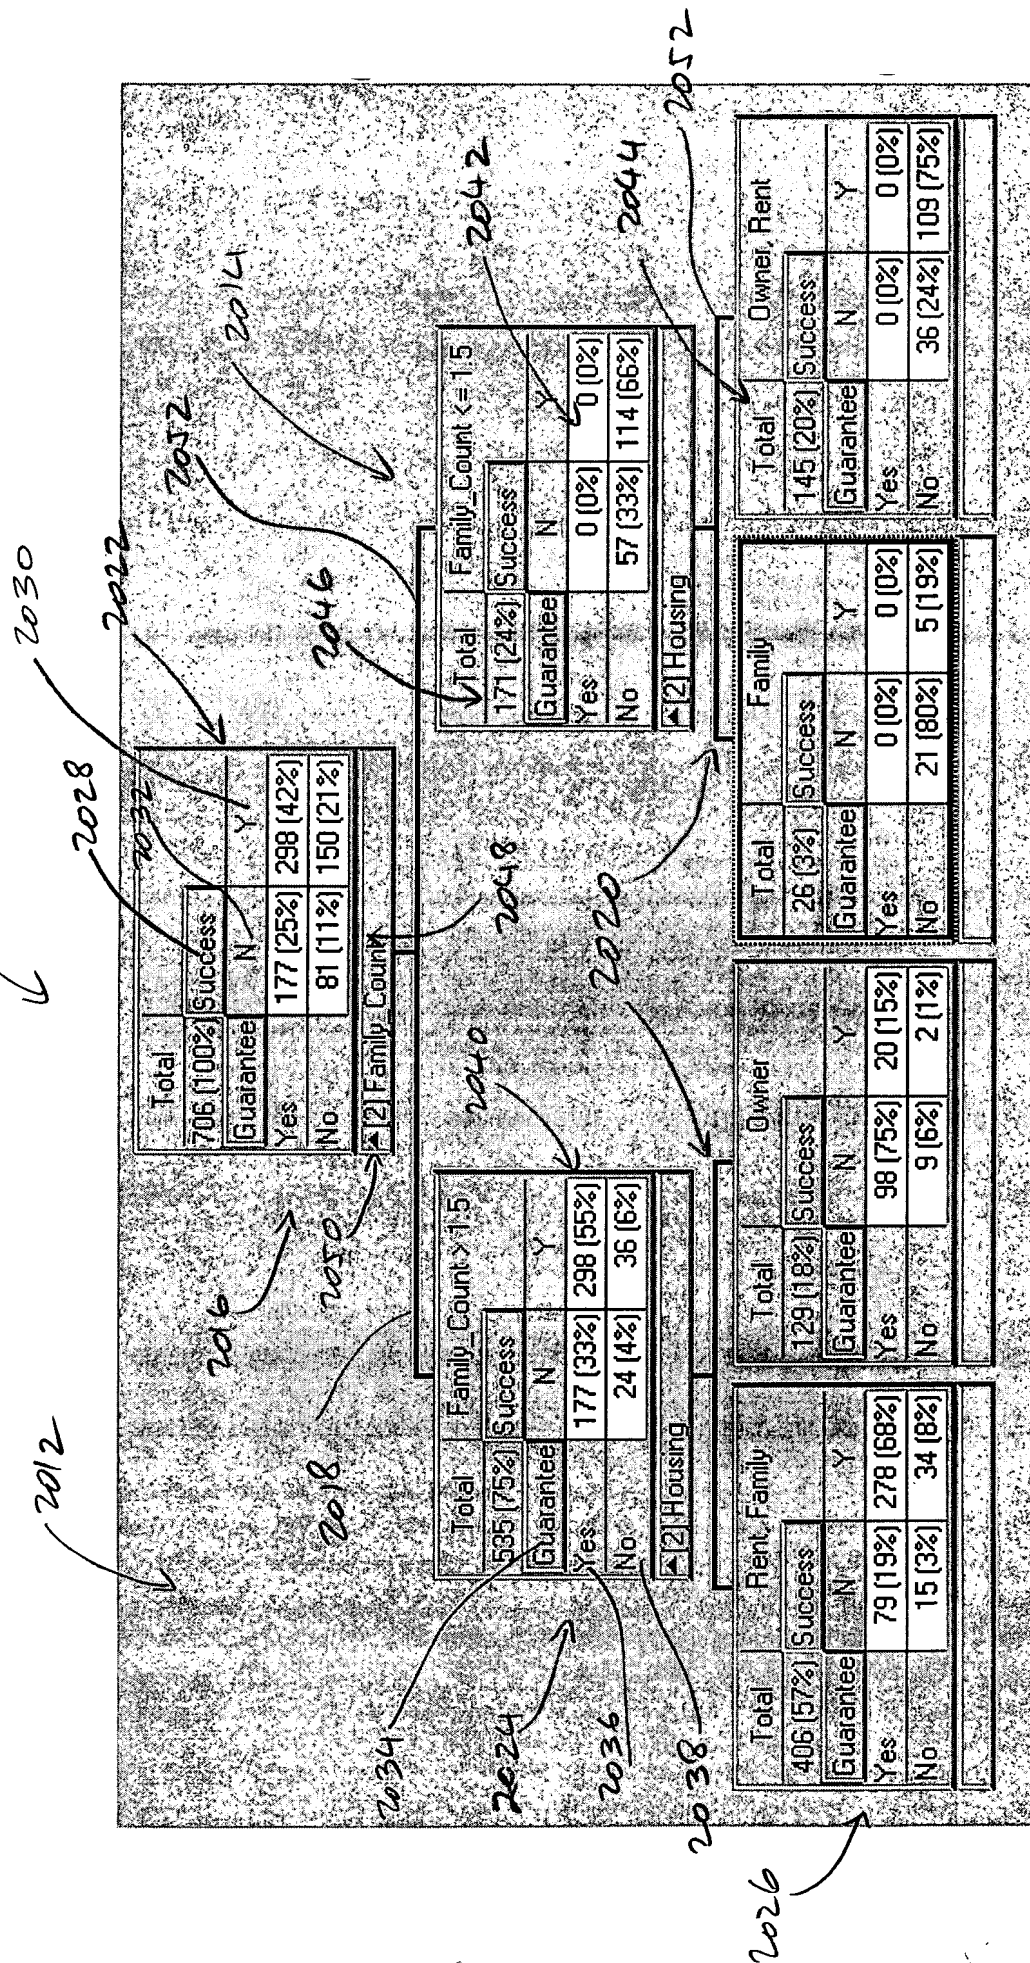 2012
2030
2028
2032
2022
2014
2052
2016
Total
706 (100%) Success
Guarantee N Y
Yes 177 (25%) 298 (42%)
No 81 (11%) 150 (21%)
▲ [2] Family_Count
2050
2018
2046
2048
2042
2052
2034
2024
2036
2038
2040
Total Family_Count > 1.5
535 (75%) Success
Guarantee N Y
Yes 177 (33%) 298 (55%)
No 24 (4%) 36 (6%)
▲ [2] Housing
Total Family_Count <= 1.5
171 (24%) Success
Guarantee N Y
Yes 0 (0%) 0 (0%)
No 57 (33%) 114 (66%)
▲ [2] Housing
2020
2044
2026
Total Rent, Family
406 (57%) Success
Guarantee N Y
Yes 79 (19%) 278 (68%)
No 15 (3%) 34 (8%)
Total Owner
129 (18%) Success
Guarantee N Y
Yes 98 (75%) 20 (15%)
No 9 (6%) 2 (1%)
Total Family
26 (3%) Success
Guarantee N Y
Yes 0 (0%) 0 (0%)
No 21 (80%) 5 (19%)
Total Owner, Rent
145 (20%) Success
Guarantee N Y
Yes 0 (0%) 0 (0%)
No 36 (24%) 109 (75%)